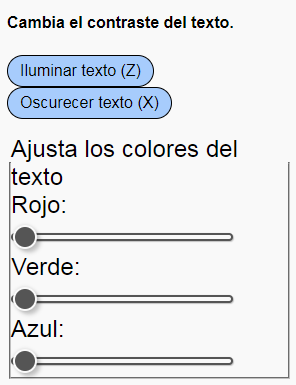 Cambia el contraste del texto.
Iluminar texto (Z)
Oscurecer texto (X)
Ajusta los colores del
texto
Rojo:
Verde:
Azul: